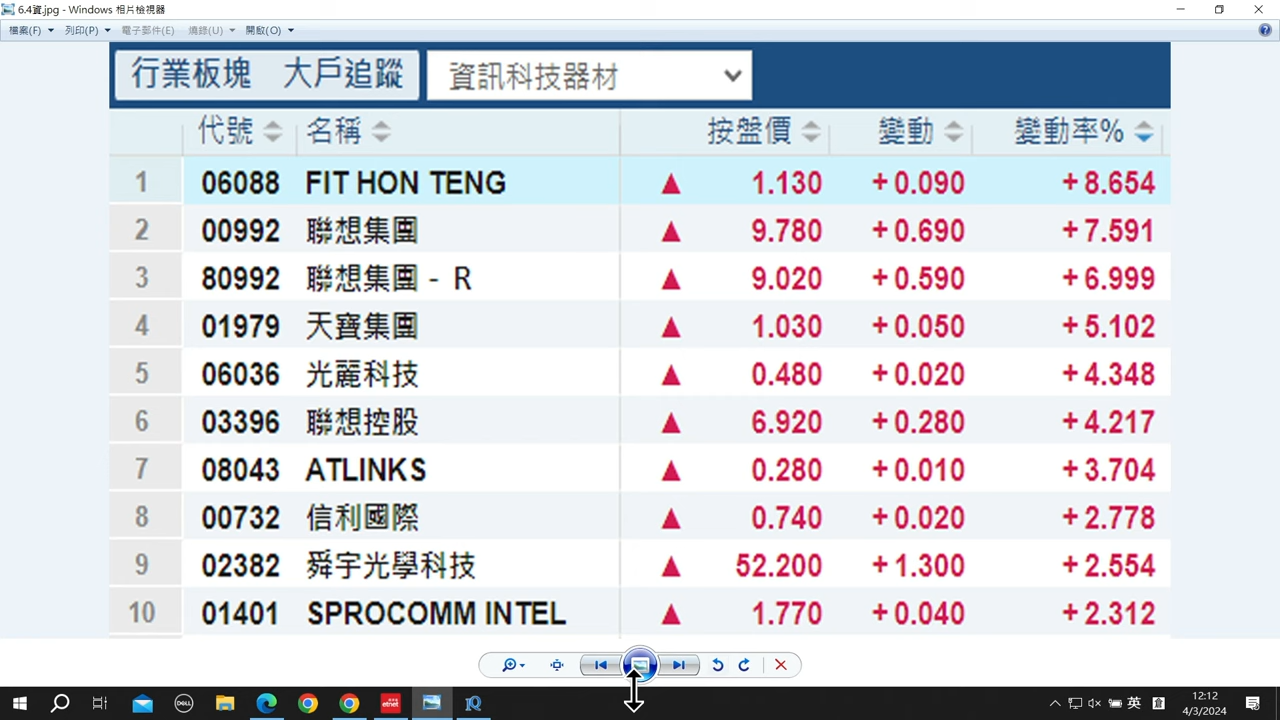 6.4資.jpg - Windows 相片檢視器
檔案(F) 列印(P) 電子郵件(E) 燒錄(U) 開啟(O)
行業板塊 大戶追蹤 資訊科技器材
代號 名稱 按盤價 變動 變動率%
1 06088 FIT HON TENG ▲ 1.130 +0.090 +8.654
2 00992 聯想集團 ▲ 9.780 +0.690 +7.591
3 80992 聯想集團 - R ▲ 9.020 +0.590 +6.999
4 01979 天寶集團 ▲ 1.030 +0.050 +5.102
5 06036 光麗科技 ▲ 0.480 +0.020 +4.348
6 03396 聯想控股 ▲ 6.920 +0.280 +4.217
7 08043 ATLINKS ▲ 0.280 +0.010 +3.704
8 00732 信利國際 ▲ 0.740 +0.020 +2.778
9 02382 舜宇光學科技 ▲ 52.200 +1.300 +2.554
10 01401 SPROCOMM INTEL ▲ 1.770 +0.040 +2.312
DELL etnet IQ 英 倉 12:12
4/3/2024